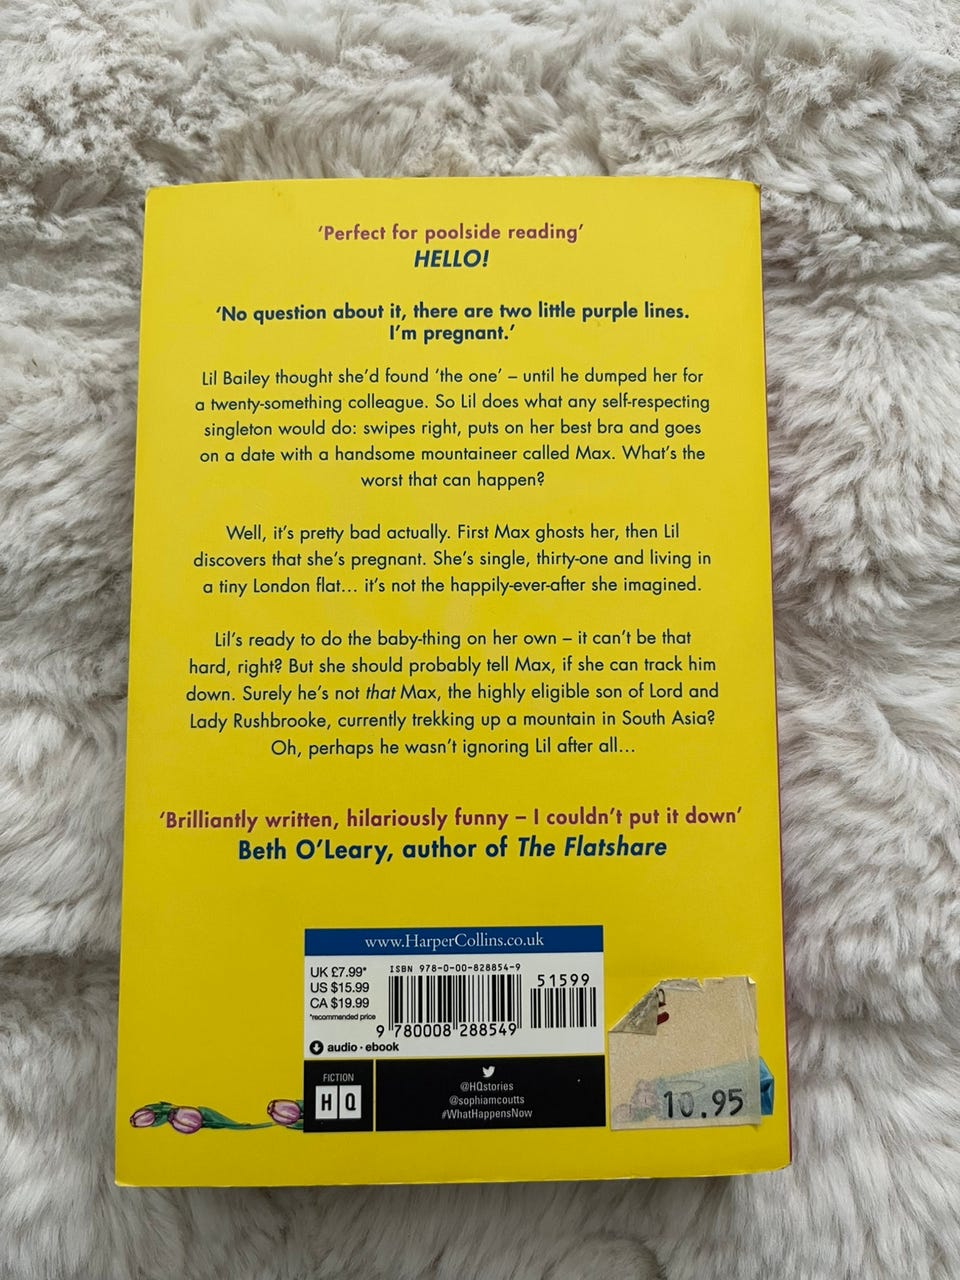 ‘Perfect for poolside reading’
HELLO!
‘No question about it, there are two little purple lines.
I’m pregnant.’
Lil Bailey thought she’d found ‘the one’ – until he dumped her for
a twenty-something colleague. So Lil does what any self-respecting
singleton would do: swipes right, puts on her best bra and goes
on a date with a handsome mountaineer called Max. What’s the
worst that can happen?
Well, it’s pretty bad actually. First Max ghosts her, then Lil
discovers that she’s pregnant. She’s single, thirty-one and living in
a tiny London flat... it’s not the happily-ever-after she imagined.
Lil’s ready to do the baby-thing on her own – it can’t be that
hard, right? But she should probably tell Max, if she can track him
down. Surely he’s not that Max, the highly eligible son of Lord and
Lady Rushbrooke, currently trekking up a mountain in South Asia?
Oh, perhaps he wasn’t ignoring Lil after all...
‘Brilliantly written, hilariously funny – I couldn’t put it down’
Beth O’Leary, author of The Flatshare
www.HarperCollins.co.uk
UK £7.99*
US $15.99
CA $19.99
*recommended price
ISBN 978-0-00-828854-9
51599
9 780008 288549
audio · ebook
FICTION
HQ
@HQstories
@sophiamcoutts
#WhatHappensNow
10.95